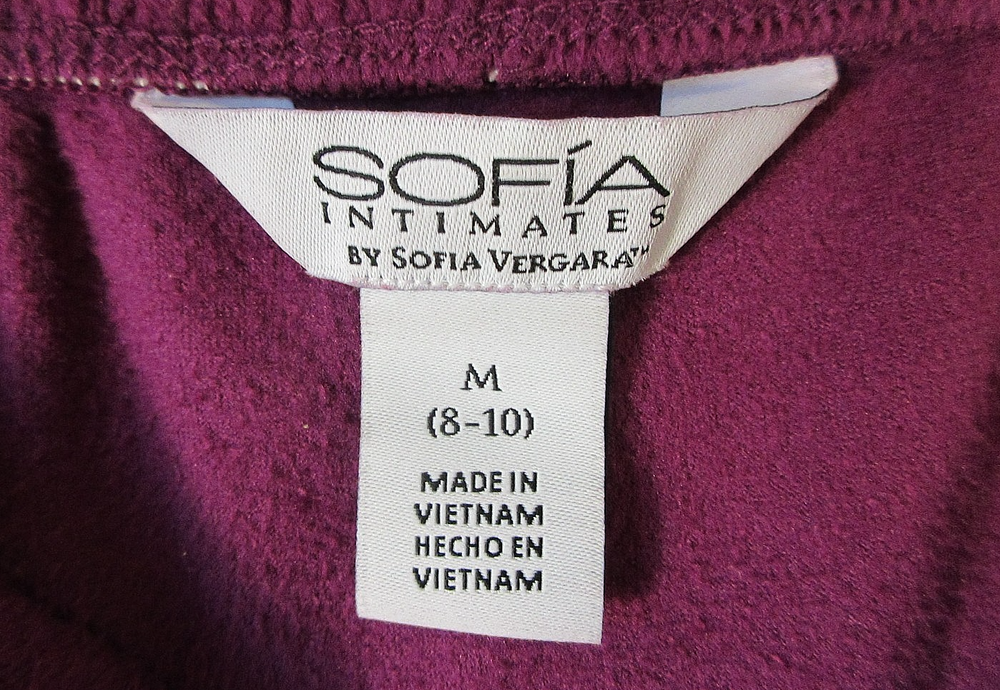 SOFÍA
INTIMATES
BY SOFIA VERGARA™
M
(8-10)
MADE IN
VIETNAM
HECHO EN
VIETNAM